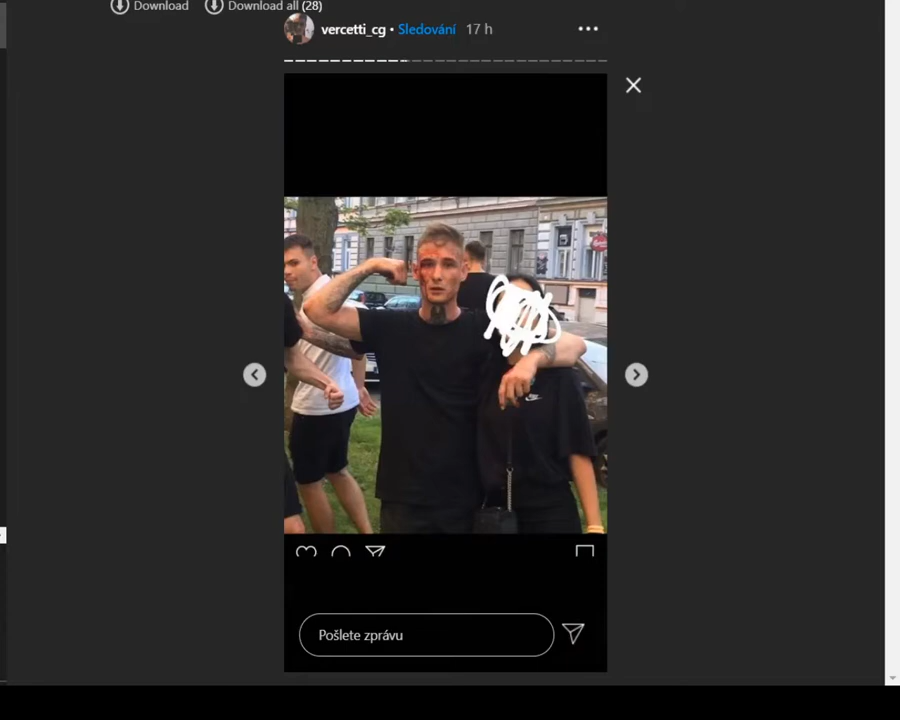 Download Download all (28)
vercetti_cg • Sledování 17 h
Pošlete zprávu